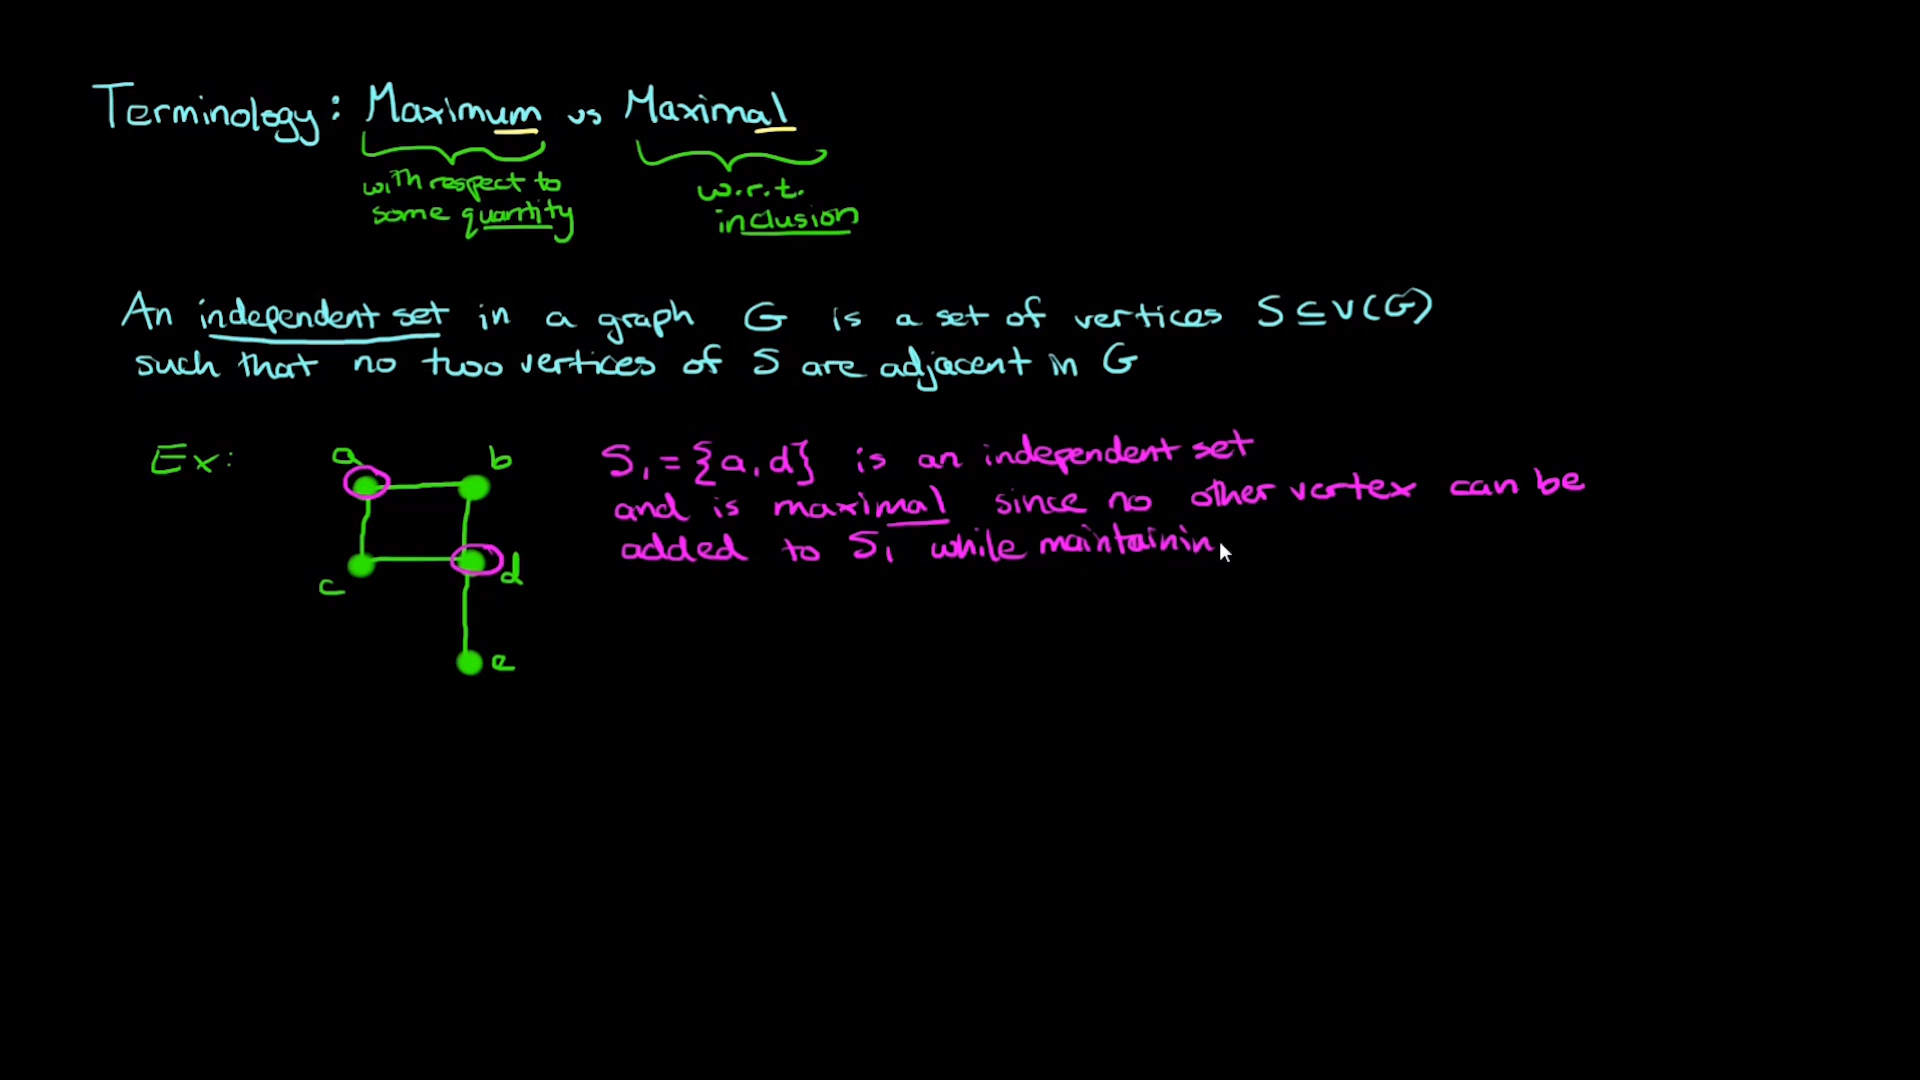 Terminology: Maximum vs Maximal
with respect to
some quantity
w.r.t.
inclusion
An independent set in a graph G is a set of vertices S ⊆ V(G)
such that no two vertices of S are adjacent in G
Ex:
a
b
c
d
e
S₁ = {a, d} is an independent set
and is maximal since no other vertex can be
added to S₁ while maintainin